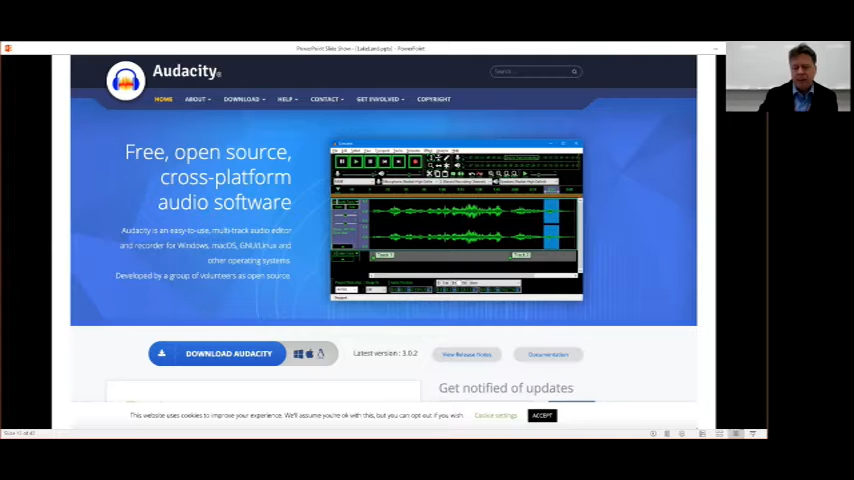 PowerPoint Slide Show - [LabsLand.pptx] - PowerPoint
Audacity®
Search ...
HOME ABOUT DOWNLOAD HELP CONTACT GET INVOLVED COPYRIGHT
Free, open source,
cross-platform
audio software
Audacity is an easy-to-use, multi-track audio editor
and recorder for Windows, macOS, GNU/Linux and
other operating systems.
Developed by a group of volunteers as open source.
DOWNLOAD AUDACITY
Latest version : 3.0.2
View Release Notes
Documentation
Get notified of updates
This website uses cookies to improve your experience. We'll assume you're ok with this, but you can opt out if you wish
Cookie settings
ACCEPT